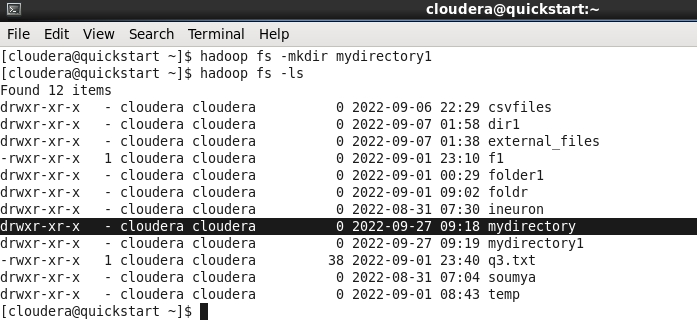 cloudera@quickstart:~
File Edit View Search Terminal Help
[cloudera@quickstart ~]$ hadoop fs -mkdir mydirectory1
[cloudera@quickstart ~]$ hadoop fs -ls
Found 12 items
drwxr-xr-x   - cloudera cloudera          0 2022-09-06 22:29 csvfiles
drwxr-xr-x   - cloudera cloudera          0 2022-09-07 01:58 dir1
drwxr-xr-x   - cloudera cloudera          0 2022-09-07 01:38 external_files
-rwxr-xr-x   1 cloudera cloudera          0 2022-09-01 23:10 f1
drwxr-xr-x   - cloudera cloudera          0 2022-09-01 00:29 folder1
drwxr-xr-x   - cloudera cloudera          0 2022-09-01 09:02 foldr
drwxr-xr-x   - cloudera cloudera          0 2022-08-31 07:30 ineuron
drwxr-xr-x   - cloudera cloudera          0 2022-09-27 09:18 mydirectory
drwxr-xr-x   - cloudera cloudera          0 2022-09-27 09:19 mydirectory1
-rwxr-xr-x   1 cloudera cloudera         38 2022-09-01 23:40 q3.txt
drwxr-xr-x   - cloudera cloudera          0 2022-08-31 07:04 soumya
drwxr-xr-x   - cloudera cloudera          0 2022-09-01 08:43 temp
[cloudera@quickstart ~]$